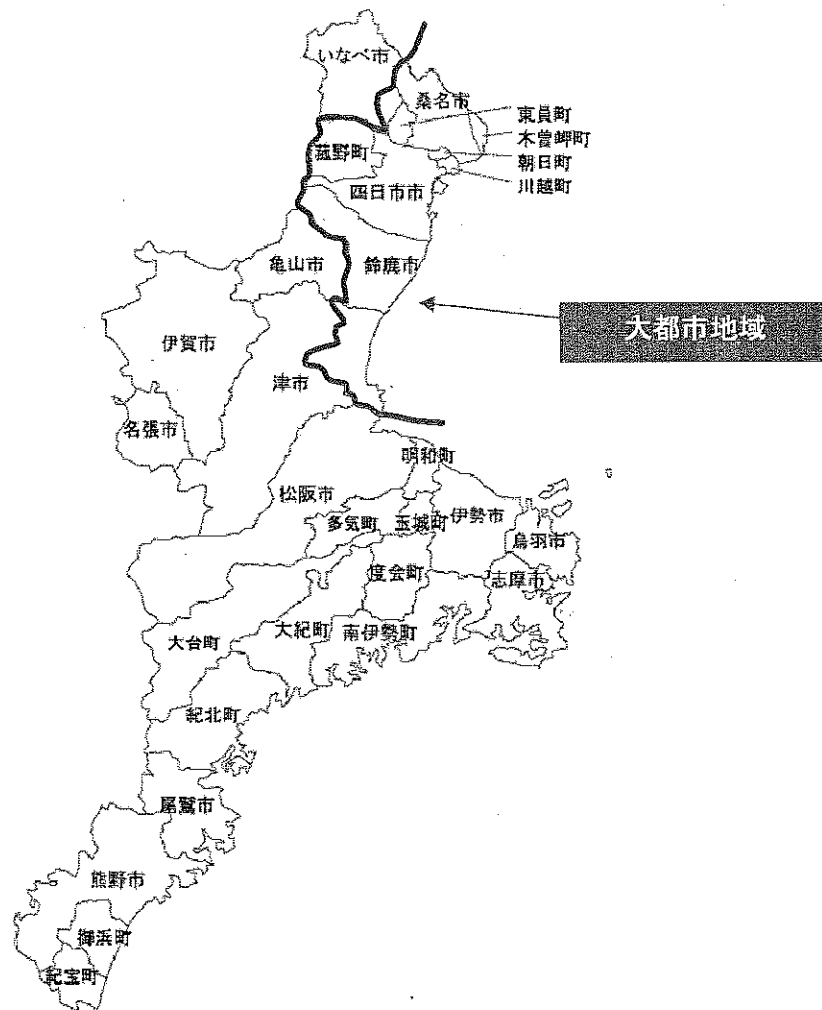 いなべ市
桑名市
東員町
木曽岬町
朝日町
川越町
菰野町
四日市市
亀山市
鈴鹿市
大都市地域
伊賀市
津市
名張市
明和町
松阪市
多気町
玉城町
伊勢市
鳥羽市
度会町
志摩市
大台町
大紀町
南伊勢町
紀北町
尾鷲市
熊野市
御浜町
紀宝町